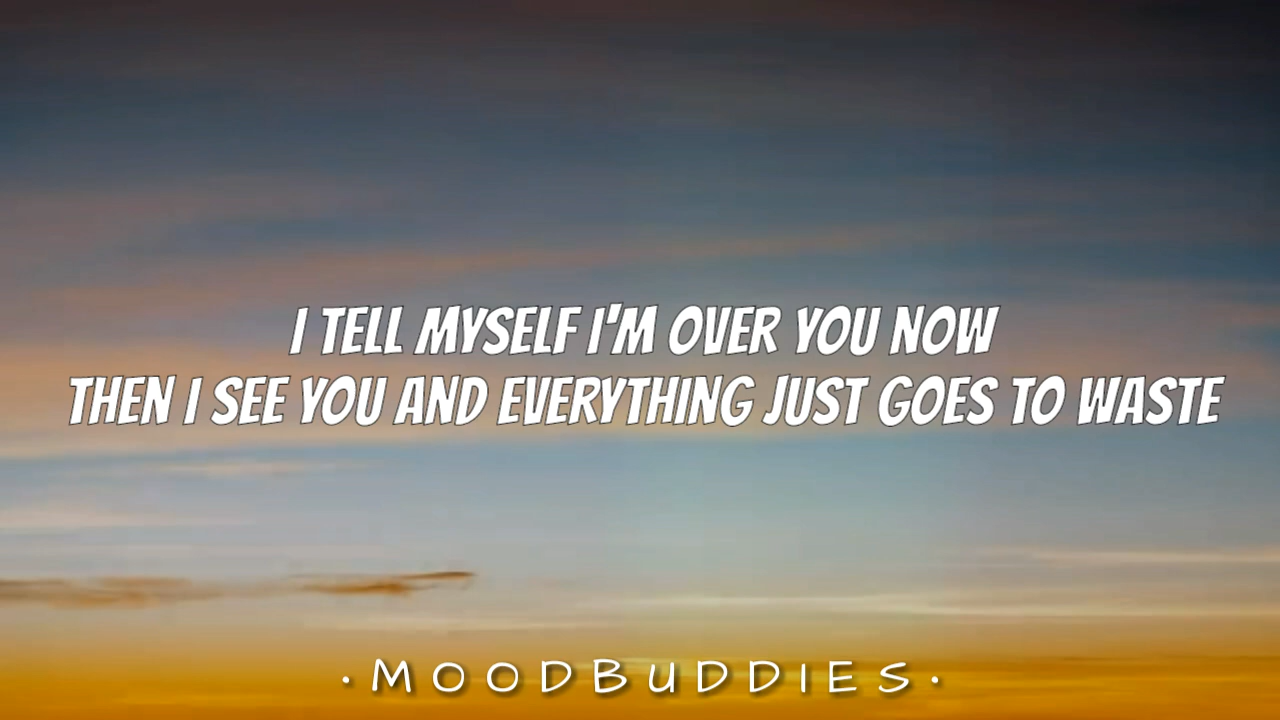 I TELL MYSELF I'M OVER YOU NOW
THEN I SEE YOU AND EVERYTHING JUST GOES TO WASTE
·MOODBUDDIES·